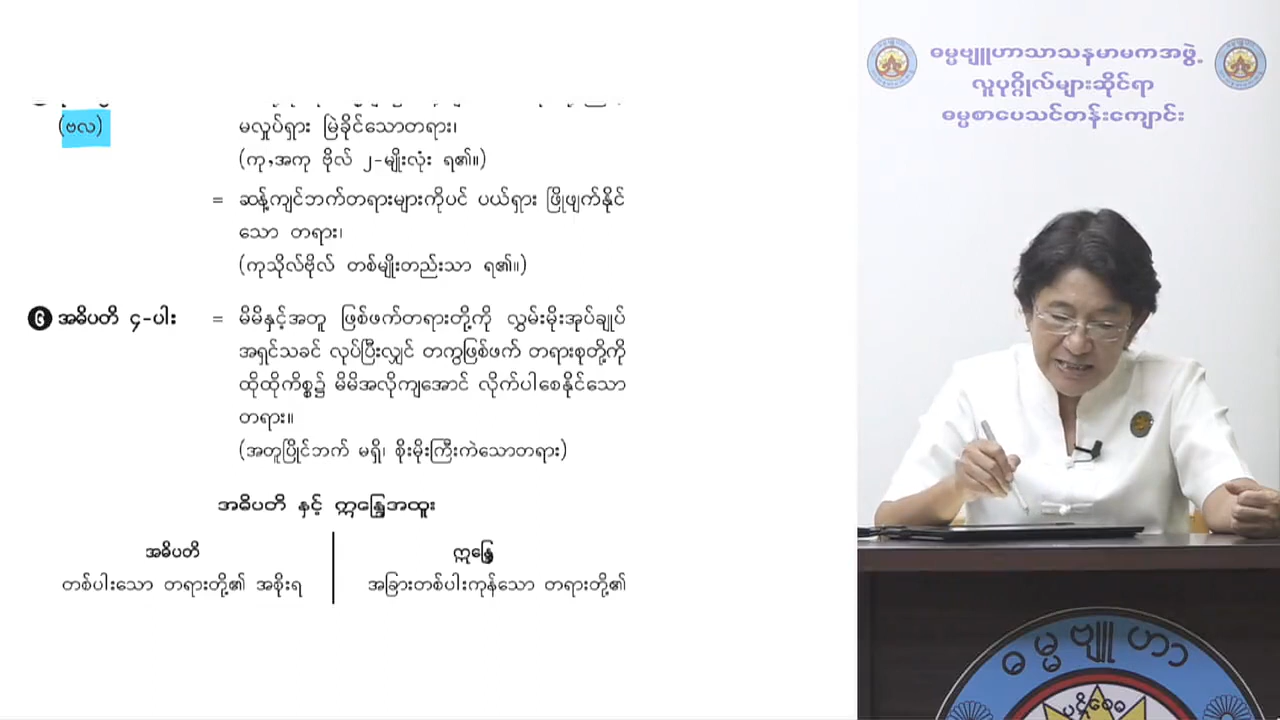 (ဗလ)
မလှုပ်ရှား မြဲခိုင်သောတရား၊
(ကု,အကု ဗိုလ် ၂-မျိုးလုံး ရ၏။)
= ဆန့်ကျင်ဘက်တရားများကိုပင် ပယ်ရှား ဖြိုဖျက်နိုင်
သော တရား၊
(ကုသိုလ်ဗိုလ် တစ်မျိုးတည်းသာ ရ၏။)
၆ အဓိပတိ ၄-ပါး = မိမိနှင့်အတူ ဖြစ်ဖက်တရားတို့ကို လွှမ်းမိုးအုပ်ချုပ်
အရှင်သခင် လုပ်ပြီးလျှင် တကွဖြစ်ဖက် တရားစုတို့ကို
ထိုထိုကိစ္စ၌ မိမိအလိုကျအောင် လိုက်ပါစေနိုင်သော
တရား။
(အတူပြိုင်ဘက် မရှိ၊ စိုးမိုးကြီးကဲသောတရား)
အဓိပတိ နှင့် ဣန္ဒြေအထူး
အဓိပတိ ဣန္ဒြေ
တစ်ပါးသော တရားတို့၏ အစိုးရ အခြားတစ်ပါးကုန်သော တရားတို့၏
ဓမ္မဗျူဟာသာသနမာမကအဖွဲ့
လူပုဂ္ဂိုလ်များဆိုင်ရာ
ဓမ္မစာပေသင်တန်းကျောင်း
ဓမ္မဗျူဟာ